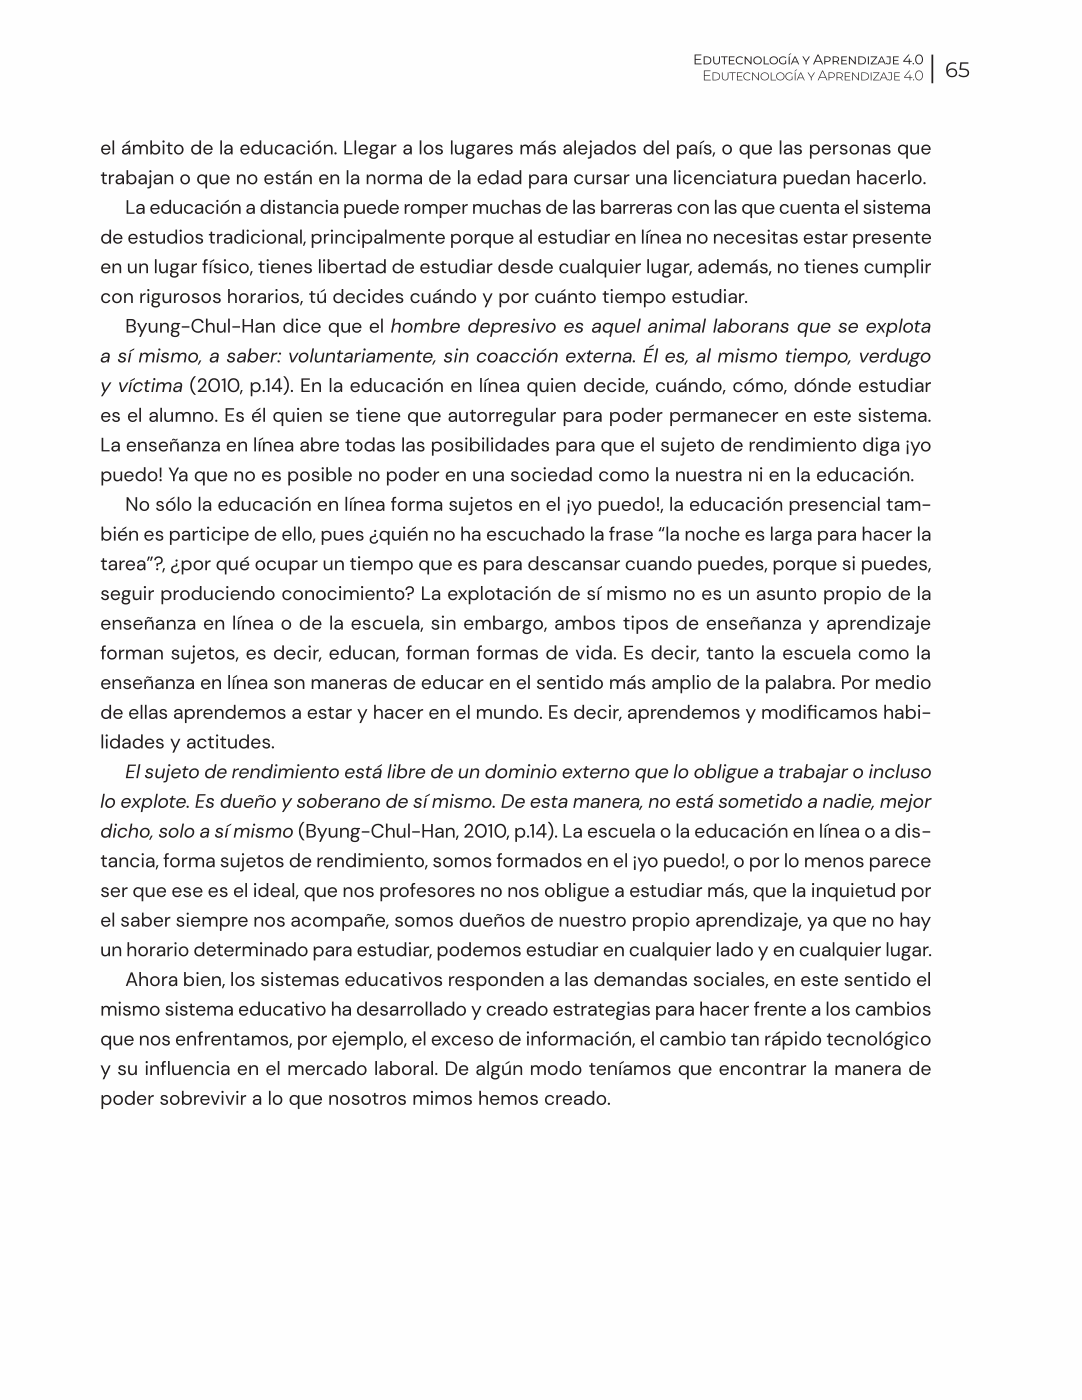 Edutecnología y Aprendizaje 4.0
Edutecnología y Aprendizaje 4.0
65
el ámbito de la educación. Llegar a los lugares más alejados del país, o que las personas que
trabajan o que no están en la norma de la edad para cursar una licenciatura puedan hacerlo.
La educación a distancia puede romper muchas de las barreras con las que cuenta el sistema
de estudios tradicional, principalmente porque al estudiar en línea no necesitas estar presente
en un lugar físico, tienes libertad de estudiar desde cualquier lugar, además, no tienes cumplir
con rigurosos horarios, tú decides cuándo y por cuánto tiempo estudiar.
Byung-Chul-Han dice que el hombre depresivo es aquel animal laborans que se explota
a sí mismo, a saber: voluntariamente, sin coacción externa. Él es, al mismo tiempo, verdugo
y víctima (2010, p.14). En la educación en línea quien decide, cuándo, cómo, dónde estudiar
es el alumno. Es él quien se tiene que autorregular para poder permanecer en este sistema.
La enseñanza en línea abre todas las posibilidades para que el sujeto de rendimiento diga ¡yo
puedo! Ya que no es posible no poder en una sociedad como la nuestra ni en la educación.
No sólo la educación en línea forma sujetos en el ¡yo puedo!, la educación presencial tam-
bién es participe de ello, pues ¿quién no ha escuchado la frase “la noche es larga para hacer la
tarea”?, ¿por qué ocupar un tiempo que es para descansar cuando puedes, porque si puedes,
seguir produciendo conocimiento? La explotación de sí mismo no es un asunto propio de la
enseñanza en línea o de la escuela, sin embargo, ambos tipos de enseñanza y aprendizaje
forman sujetos, es decir, educan, forman formas de vida. Es decir, tanto la escuela como la
enseñanza en línea son maneras de educar en el sentido más amplio de la palabra. Por medio
de ellas aprendemos a estar y hacer en el mundo. Es decir, aprendemos y modificamos habi-
lidades y actitudes.
El sujeto de rendimiento está libre de un dominio externo que lo obligue a trabajar o incluso
lo explote. Es dueño y soberano de sí mismo. De esta manera, no está sometido a nadie, mejor
dicho, solo a sí mismo (Byung-Chul-Han, 2010, p.14). La escuela o la educación en línea o a dis-
tancia, forma sujetos de rendimiento, somos formados en el ¡yo puedo!, o por lo menos parece
ser que ese es el ideal, que nos profesores no nos obligue a estudiar más, que la inquietud por
el saber siempre nos acompañe, somos dueños de nuestro propio aprendizaje, ya que no hay
un horario determinado para estudiar, podemos estudiar en cualquier lado y en cualquier lugar.
Ahora bien, los sistemas educativos responden a las demandas sociales, en este sentido el
mismo sistema educativo ha desarrollado y creado estrategias para hacer frente a los cambios
que nos enfrentamos, por ejemplo, el exceso de información, el cambio tan rápido tecnológico
y su influencia en el mercado laboral. De algún modo teníamos que encontrar la manera de
poder sobrevivir a lo que nosotros mimos hemos creado.